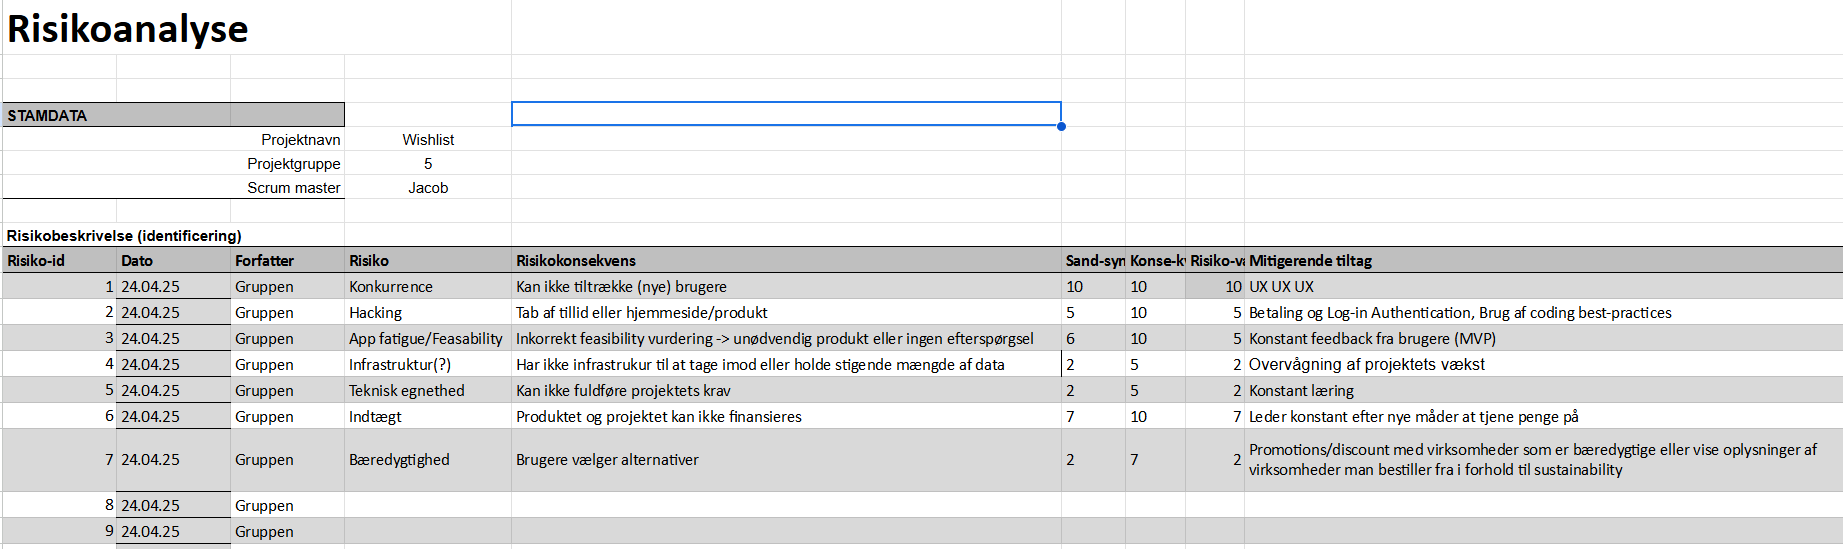 Risikoanalyse
STAMDATA
Projektnavn Wishlist
Projektgruppe 5
Scrum master Jacob
Risikobeskrivelse (identificering)
Risiko-id Dato Forfatter Risiko Risikokonsekvens Sand-syn Konse-kv Risiko-va Mitigerende tiltag
1 24.04.25 Gruppen Konkurrence Kan ikke tiltrække (nye) brugere 10 10 10 UX UX UX
2 24.04.25 Gruppen Hacking Tab af tillid eller hjemmeside/produkt 5 10 5 Betaling og Log-in Authentication, Brug af coding best-practices
3 24.04.25 Gruppen App fatigue/Feasability Inkorrekt feasibility vurdering -> unødvendig produkt eller ingen efterspørgsel 6 10 5 Konstant feedback fra brugere (MVP)
4 24.04.25 Gruppen Infrastruktur(?) Har ikke infrastrukur til at tage imod eller holde stigende mængde af data 2 5 2 Overvågning af projektets vækst
5 24.04.25 Gruppen Teknisk egnethed Kan ikke fuldföre projektets krav 2 5 2 Konstant læring
6 24.04.25 Gruppen Indtægt Produktet og projektet kan ikke finansieres 7 10 7 Leder konstant efter nye måder at tjene penge på
7 24.04.25 Gruppen Bæredygtighed Brugere vælger alternativer 2 7 2 Promotions/discount med virksomheder som er bæredygtige eller vise oplysninger af
virksomheder man bestiller fra i forhold til sustainability
8 24.04.25 Gruppen
9 24.04.25 Gruppen